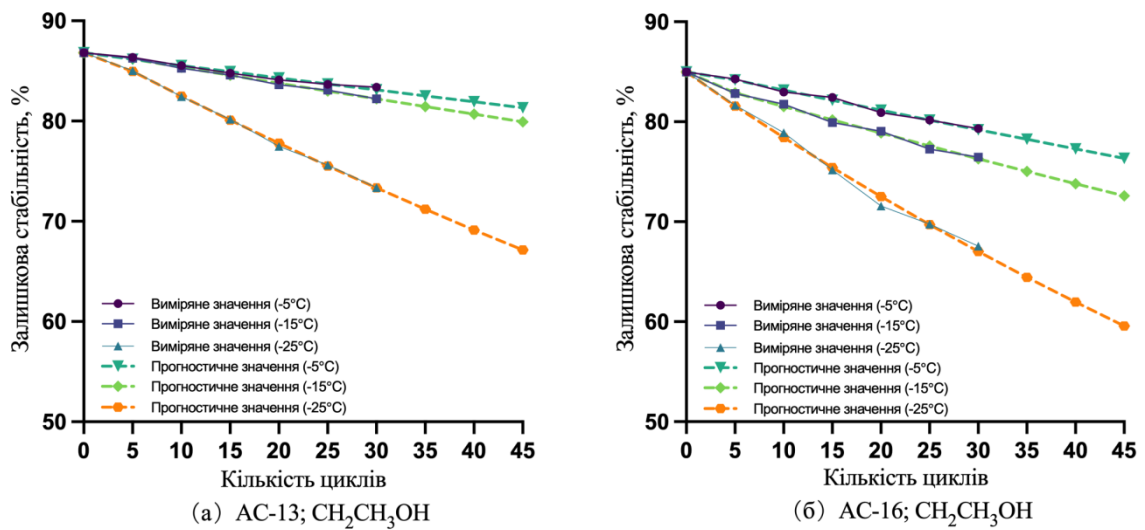 90
80
70
60
50
Залишкова стабільність, %
Виміряне значення (-5°C)
Виміряне значення (-15°C)
Виміряне значення (-25°C)
Прогностичне значення (-5°C)
Прогностичне значення (-15°C)
Прогностичне значення (-25°C)
0 5 10 15 20 25 30 35 40 45
Кількість циклів
(а) АС-13; CH₂CH₃OH
90
80
70
60
50
Залишкова стабільність, %
Виміряне значення (-5°C)
Виміряне значення (-15°C)
Виміряне значення (-25°C)
Прогностичне значення (-5°C)
Прогностичне значення (-15°C)
Прогностичне значення (-25°C)
0 5 10 15 20 25 30 35 40 45
Кількість циклів
(б) АС-16; CH₂CH₃OH